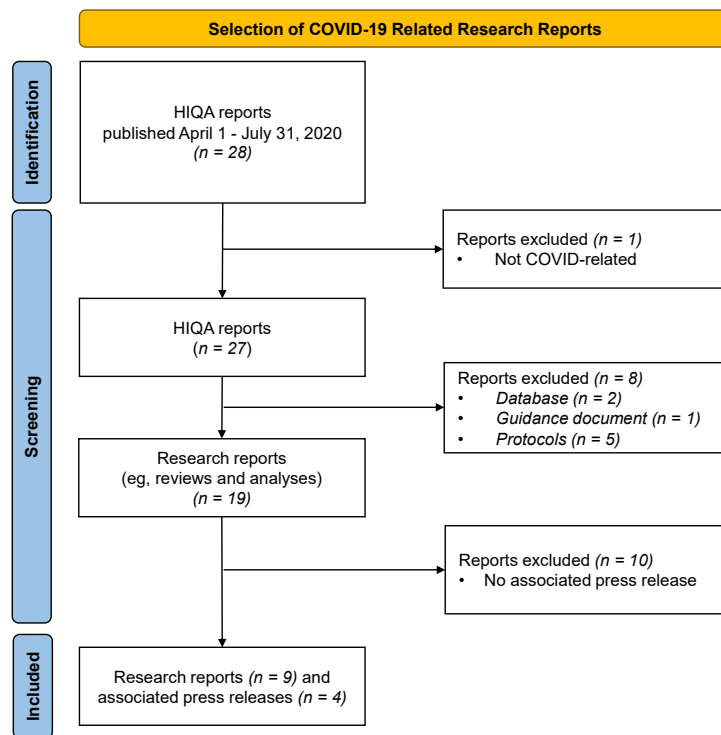 Selection of COVID-19 Related Research Reports
Identification
HIQA reports
published April 1 - July 31, 2020
(n = 28)
Screening
Reports excluded (n = 1)
• Not COVID-related
HIQA reports
(n = 27)
Reports excluded (n = 8)
• Database (n = 2)
• Guidance document (n = 1)
• Protocols (n = 5)
Research reports
(eg, reviews and analyses)
(n = 19)
Reports excluded (n = 10)
• No associated press release
Included
Research reports (n = 9) and
associated press releases (n = 4)